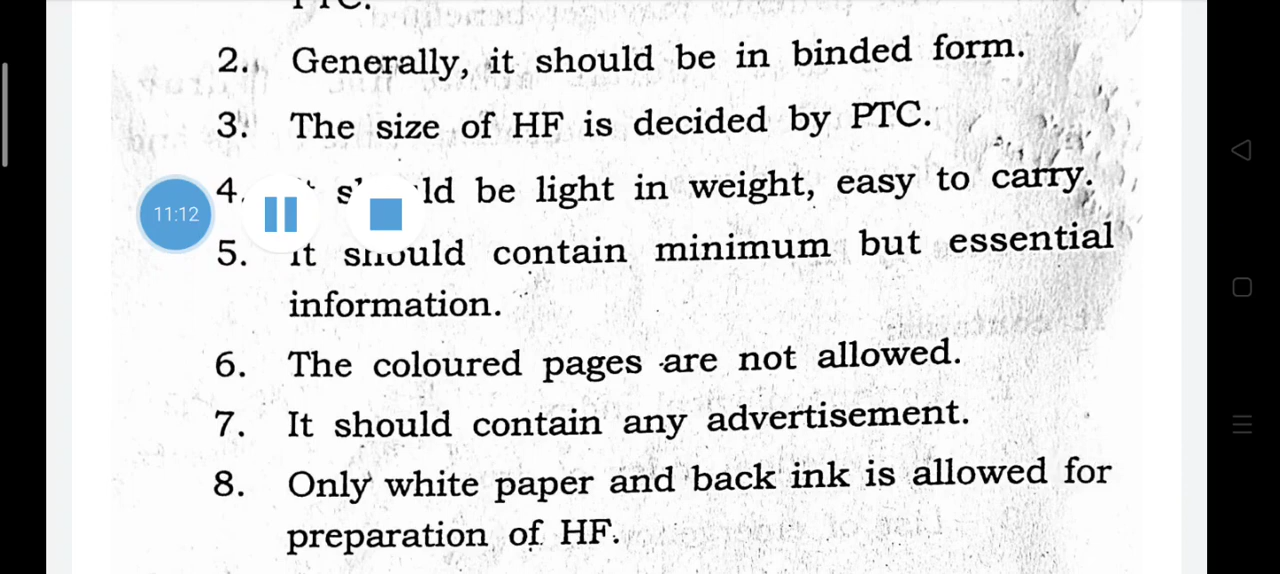 2. Generally, it should be in binded form.
3. The size of HF is decided by PTC.
4. ld be light in weight, easy to carry.
11:12
5. It should contain minimum but essential
information.
6. The coloured pages are not allowed.
7. It should contain any advertisement.
8. Only white paper and back ink is allowed for
preparation of HF.